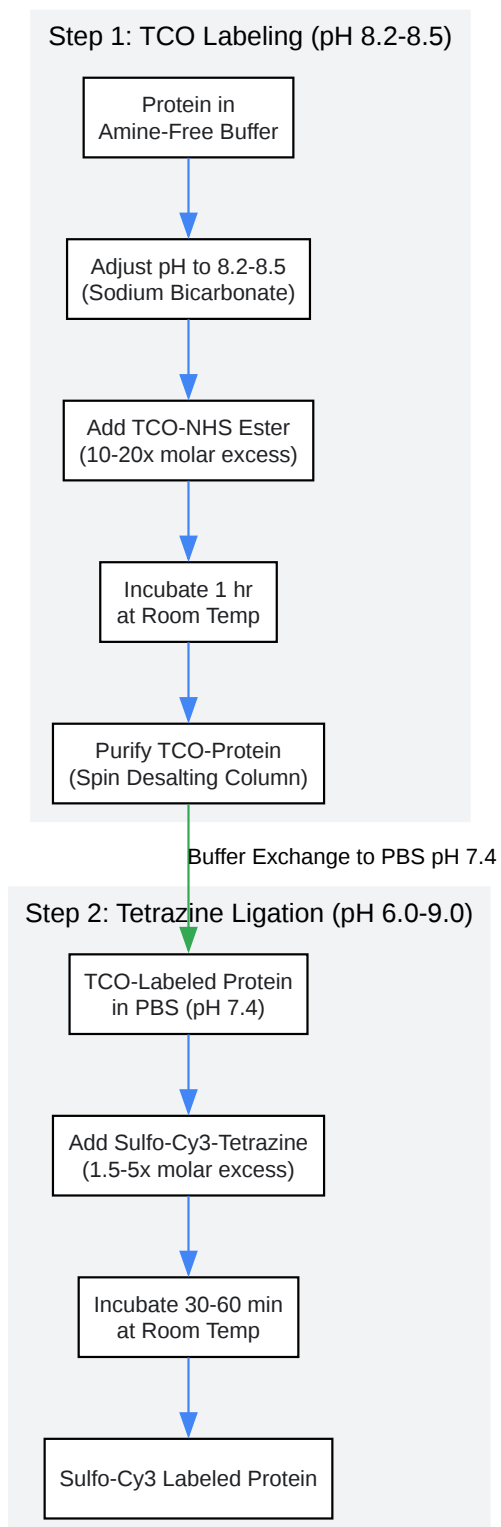 Step 1: TCO Labeling (pH 8.2-8.5)
Protein in
Amine-Free Buffer
Adjust pH to 8.2-8.5
(Sodium Bicarbonate)
Add TCO-NHS Ester
(10-20x molar excess)
Incubate 1 hr
at Room Temp
Purify TCO-Protein
(Spin Desalting Column)
Buffer Exchange to PBS pH 7.4
Step 2: Tetrazine Ligation (pH 6.0-9.0)
TCO-Labeled Protein
in PBS (pH 7.4)
Add Sulfo-Cy3-Tetrazine
(1.5-5x molar excess)
Incubate 30-60 min
at Room Temp
Sulfo-Cy3 Labeled Protein